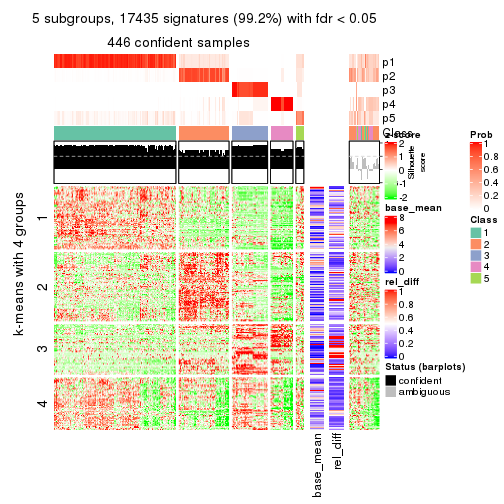 5 subgroups, 17435 signatures (99.2%) with fdr < 0.05
446 confident samples
p1
p2
p3
p4
p5
Class
Silhouette
score
k-means with 4 groups
1
2
3
4
base_mean
rel_diff
z-score
2
1
0
-1
-2
base_mean
8
6
4
2
0
rel_diff
1
0.8
0.6
0.4
0.2
0
Status (barplots)
confident
ambiguous
Prob
1
0.8
0.6
0.4
0.2
0
Class
1
2
3
4
5